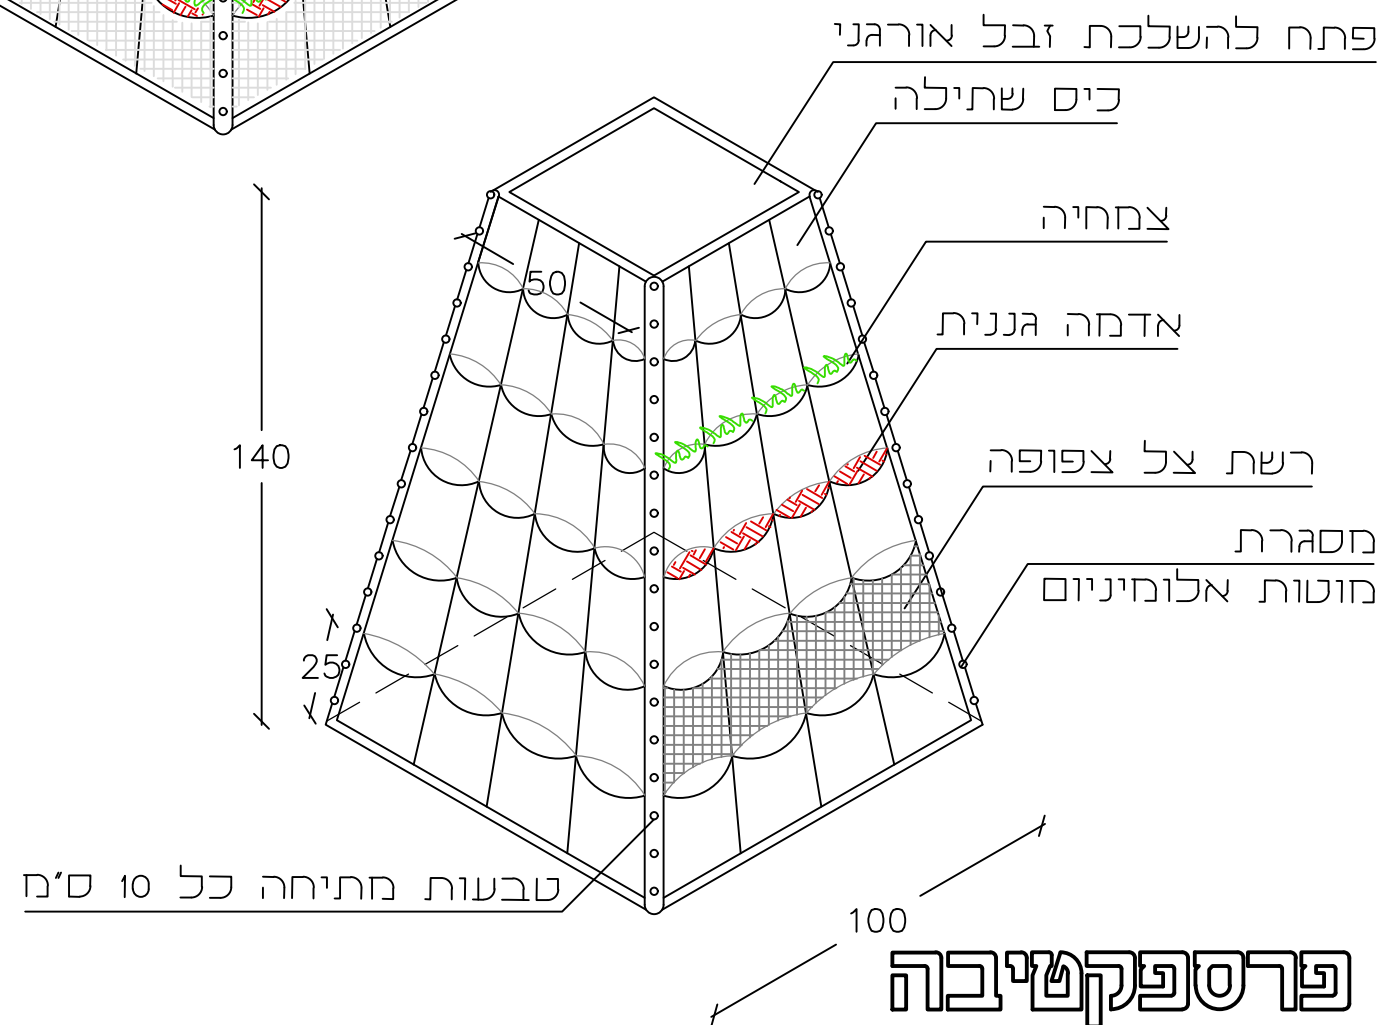 פתח להשלכת זבל אורגני
כיס שתילה
צמחיה
50
אדמה גננית
140
רשת צל צפופה
מסגרת
מוטות אלומיניום
25
טבעות מתיחה כל 10 ס"מ
100
פרספקטיבה